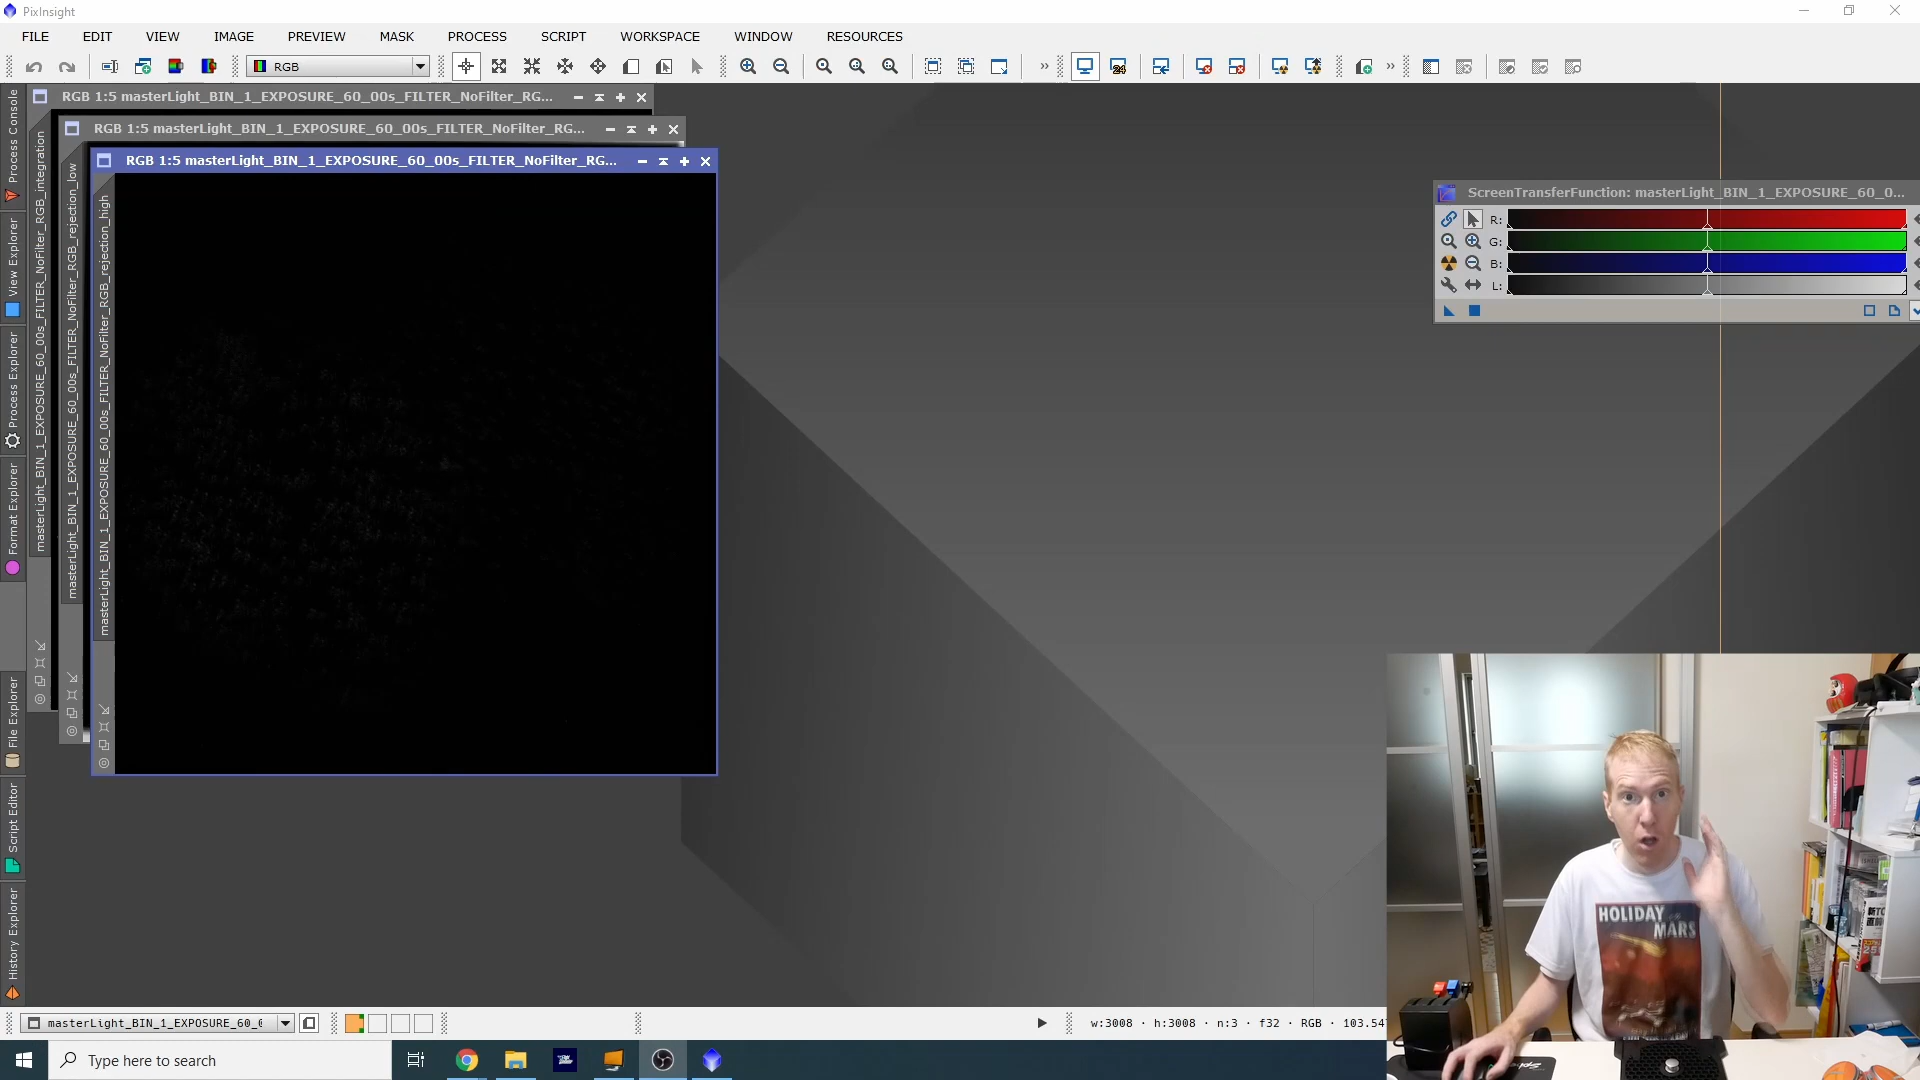 PixInsight
FILE EDIT VIEW IMAGE PREVIEW MASK PROCESS SCRIPT WORKSPACE WINDOW RESOURCES
RGB
24
RGB 1:5 masterLight_BIN_1_EXPOSURE_60_00s_FILTER_NoFilter_RG...
RGB 1:5 masterLight_BIN_1_EXPOSURE_60_00s_FILTER_NoFilter_RG...
RGB 1:5 masterLight_BIN_1_EXPOSURE_60_00s_FILTER_NoFilter_RG...
Process Console
View Explorer
Process Explorer
Format Explorer
File Explorer
Script Editor
History Explorer
masterLight_BIN_1_EXPOSURE_60_00s_FILTER_NoFilter_RGB_integration
masterLight_BIN_1_EXPOSURE_60_00s_FILTER_NoFilter_RGB_rejection_low
masterLight_BIN_1_EXPOSURE_60_00s_FILTER_NoFilter_RGB_rejection_high
ScreenTransferFunction: masterLight_BIN_1_EXPOSURE_60_0...
R:
G:
B:
L:
HOLIDAY
MARS
masterLight_BIN_1_EXPOSURE_60_0
w:3008 · h:3008 · n:3 · f32 · RGB · 103.54
Type here to search